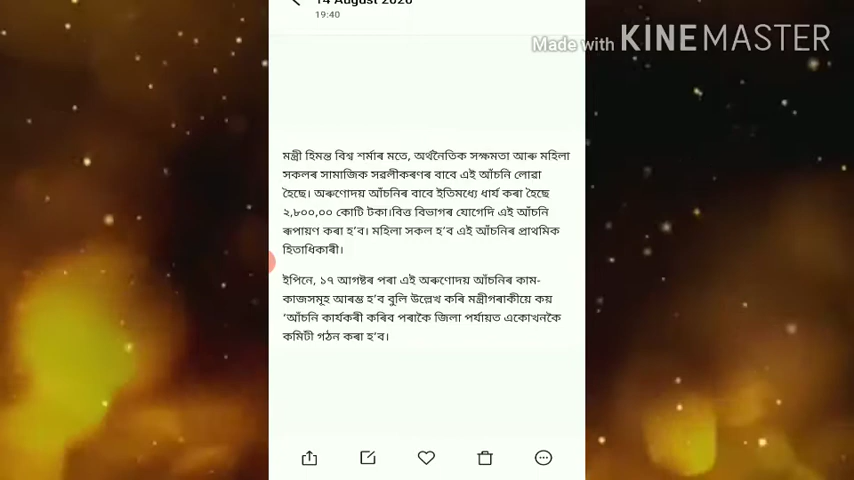 14 August 2020
19:40
Made with KINEMASTER
মন্ত্ৰী হিমন্ত বিশ্ব শৰ্মাৰ মতে, অৰ্থনৈতিক সক্ষমতা আৰু মহিলা
সকলৰ সামাজিক সৱলীকৰণৰ বাবে এই আঁচনি লোৱা
হৈছে। অৰুণোদয় আঁচনিৰ বাবে ইতিমধ্যে ধাৰ্য কৰা হৈছে
২,৮০০,০০ কোটি টকা।বিত্ত বিভাগৰ যোগেদি এই আঁচনি
ৰূপায়ণ কৰা হ'ব। মহিলা সকল হ'ব এই আঁচনিৰ প্ৰাথমিক
হিতাধিকাৰী।
ইপিনে, ১৭ আগষ্টৰ পৰা এই অৰুণোদয় আঁচনিৰ কাম-
কাজসমূহ আৰম্ভ হ'ব বুলি উল্লেখ কৰি মন্ত্ৰীগৰাকীয়ে কয়
'আঁচনি কাৰ্যকৰী কৰিব পৰাকৈ জিলা পৰ্যায়ত একোখনকৈ
কমিটী গঠন কৰা হ'ব।